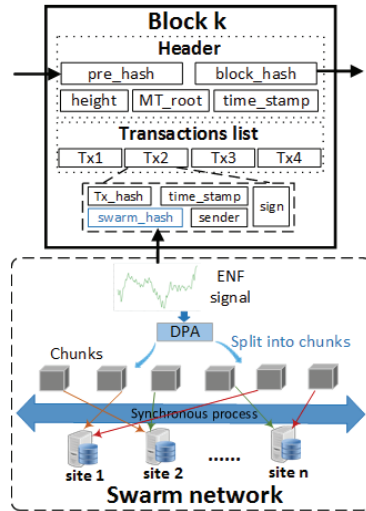 Block k
Header
pre_hash block_hash
height MT_root time_stamp
Transactions list
Tx1 Tx2 Tx3 Tx4
Tx_hash time_stamp sign
swarm_hash sender
ENF
signal
DPA
Chunks Split into chunks
Synchronous process
site 1 site 2 ...... site n
Swarm network